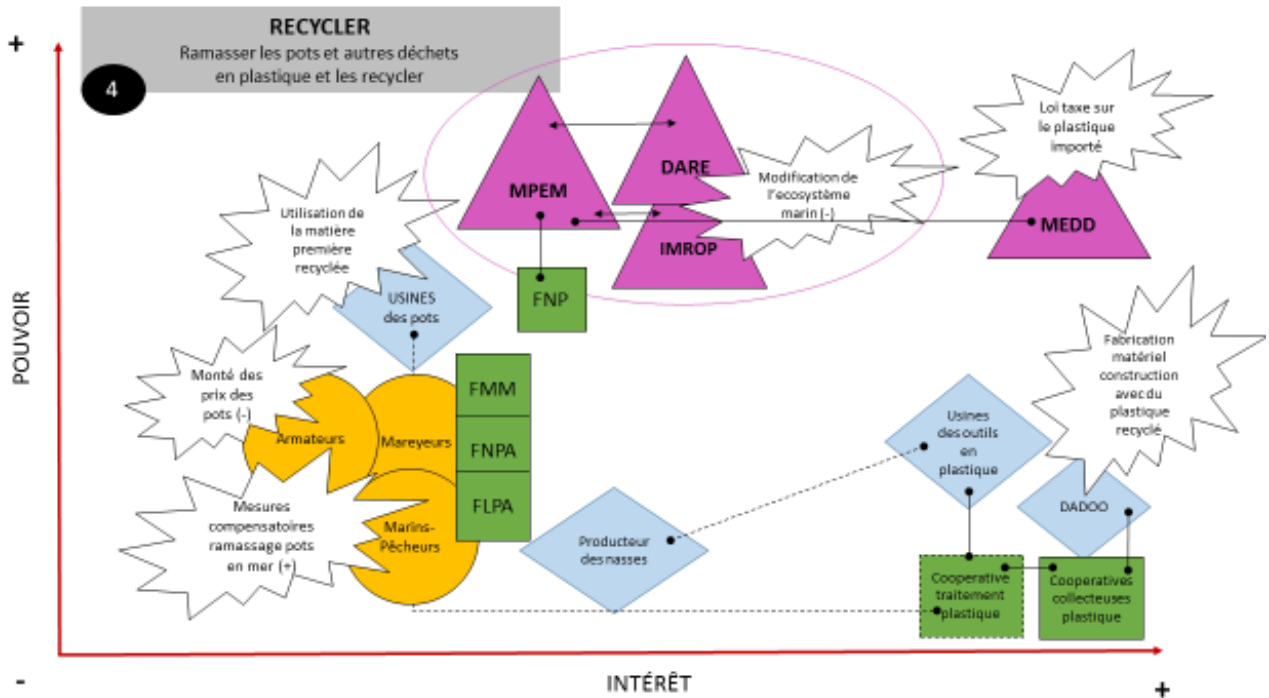 RECYCLER
Ramasser les pots et autres déchets
en plastique et les recycler
4
+
POUVOIR
-
INTÉRÊT
+
Loi taxe sur
le plastique
importé
MPEM
DARE
Modification de
l'ecosystème
marin (-)
IMROP
MEDD
Utilisation de
la matière
première
recyclée
USINES
des pots
FNP
Monté des
prix des
pots (-)
Armateurs
Mareyeurs
FMM
FNPA
FLPA
Mesures
compensatoires
ramassage pots
en mer (+)
Marins-
Pêcheurs
Producteur
des nasses
Usines
des outils
en
plastique
Fabrication
matériel
construction
avec du
plastique
recyclé
DADOO
Cooperative
traitement
plastique
Cooperatives
collecteuses
plastique